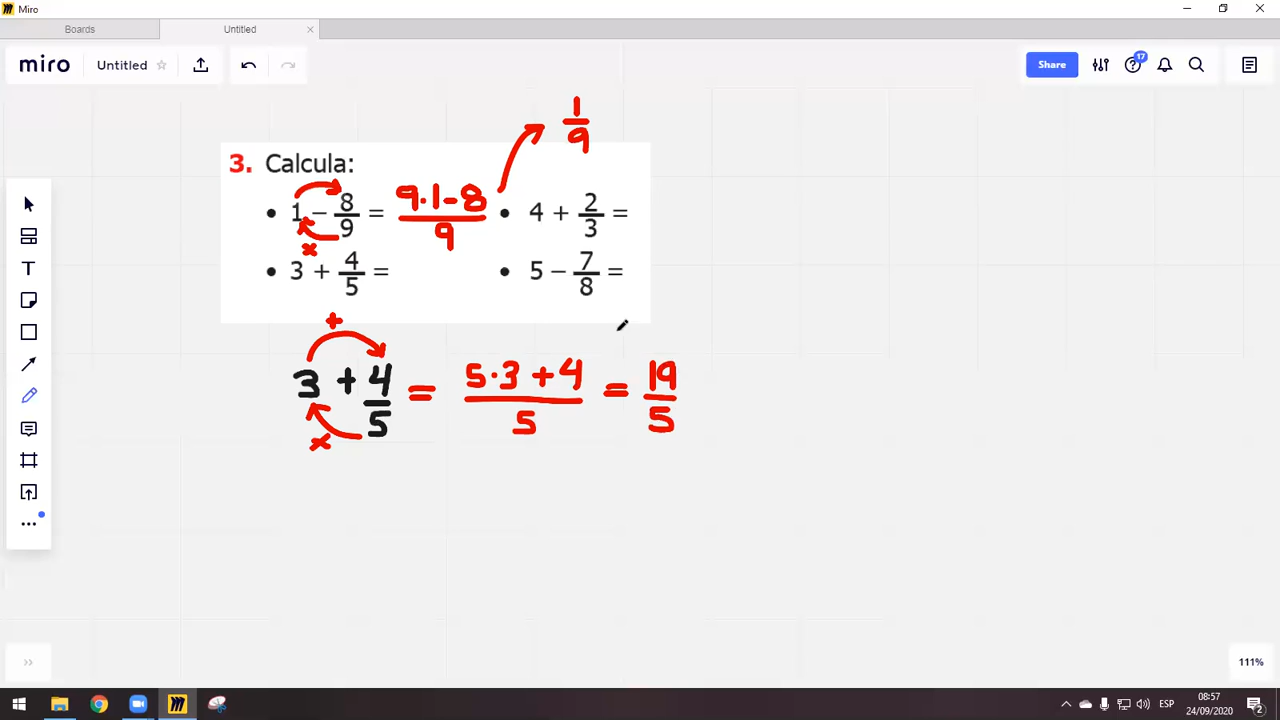 Miro
Boards
Untitled
miro Untitled Share 17
1/9
3. Calcula:
• 1 − 8/9 = 9·1−8/9
• 4 + 2/3 =
• 3 + 4/5 =
• 5 − 7/8 =
x
+
3 + 4/5 = 5·3+4/5 = 19/5
x
T
111%
>>
08:57
ESP
24/09/2020
2